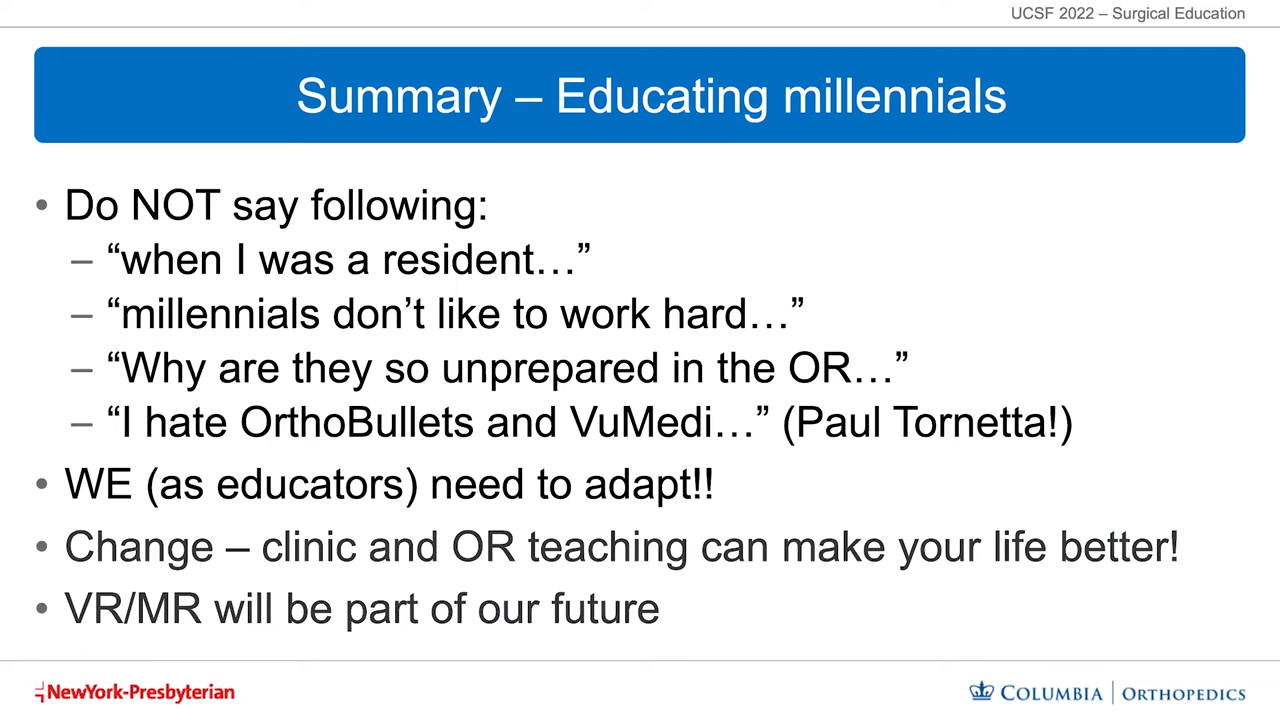 UCSF 2022 – Surgical Education
Summary – Educating millennials
• Do NOT say following:
– “when I was a resident…”
– “millennials don’t like to work hard…”
– “Why are they so unprepared in the OR…”
– “I hate OrthoBullets and VuMedi…” (Paul Tornetta!)
• WE (as educators) need to adapt!!
• Change – clinic and OR teaching can make your life better!
• VR/MR will be part of our future
NewYork-Presbyterian
COLUMBIA | ORTHOPEDICS